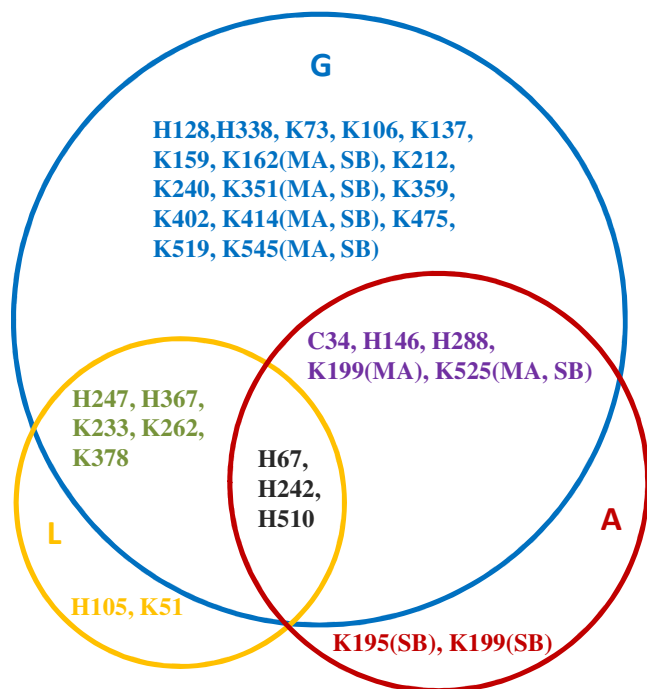 G
H128,H338, K73, K106, K137,
K159, K162(MA, SB), K212,
K240, K351(MA, SB), K359,
K402, K414(MA, SB), K475,
K519, K545(MA, SB)
C34, H146, H288,
K199(MA), K525(MA, SB)
H247, H367,
K233, K262,
K378
H67,
H242,
H510
L
A
H105, K51
K195(SB), K199(SB)